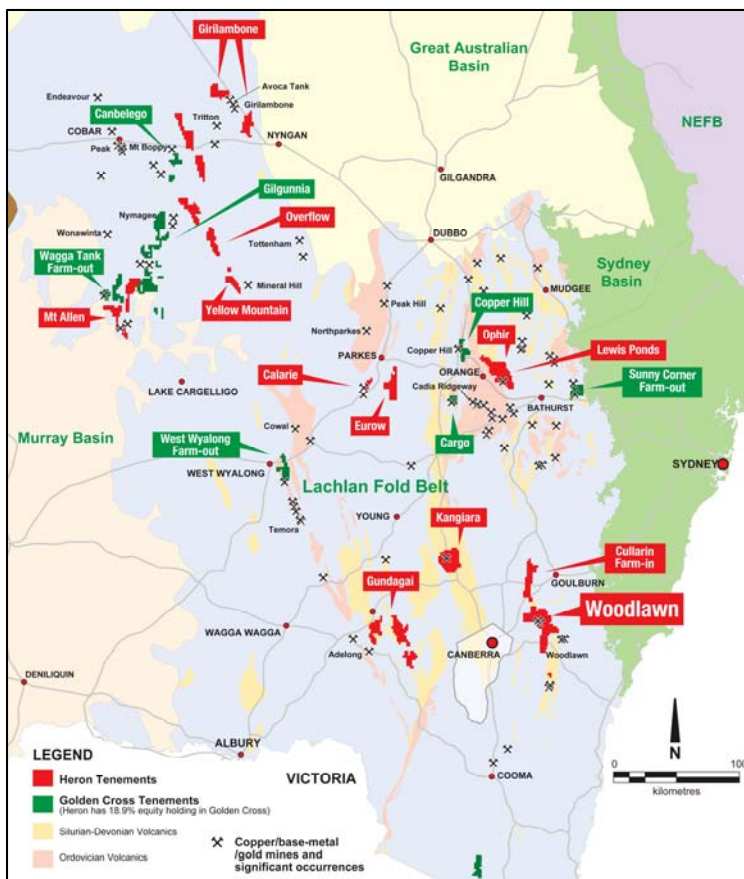 Girilambone
Great Australian
Basin
Endeavour
Avoca Tank
Girilambone
Canbelego
Tritton
COBAR
NEFB
Peak
Mt Boppy
NYNGAN
GILGANDRA
Gilgunnia
Nymagee
Overflow
Wonawinta
Tottenham
DUBBO
Wagga Tank
Farm-out
Sydney
Basin
Mineral Hill
MUDGEE
Mt Allen
Yellow Mountain
Peak Hill
Copper Hill
Northparkes
Ophir
Copper Hill
PARKES
Lewis Ponds
Calarie
ORANGE
LAKE CARGELLIGO
Cadia Ridgeway
Sunny Corner
Farm-out
BATHURST
Eurow
Cowal
Cargo
Murray Basin
West Wyalong
Farm-out
WEST WYALONG
SYDNEY
Lachlan Fold Belt
Temora
YOUNG
Kangiara
Cullarin
Farm-in
GOULBURN
Gundagai
Woodlawn
WAGGA WAGGA
Adelong
CANBERRA
Woodlawn
DENILIQUIN
ALBURY
LEGEND
VICTORIA
N
Heron Tenements
COOMA
0 100
kilometres
Golden Cross Tenements
(Heron has 18.9% equity holding in Golden Cross)
Silurian-Devonian Volcanics
Ordovician Volcanics
Copper/base-metal
/gold mines and
significant occurrences